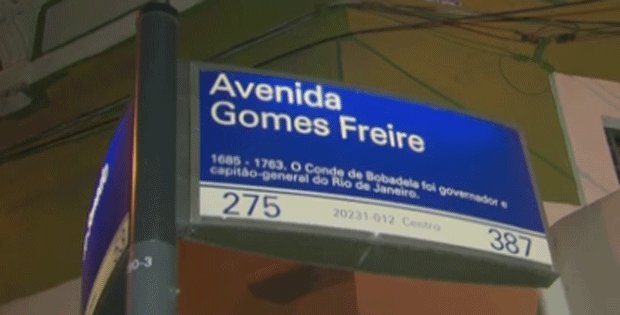 Avenida
Gomes Freire
1685 - 1763. O Conde de Bobadela foi governador e
capitão-general do Rio de Janeiro.
275 20231-012 Centro 387